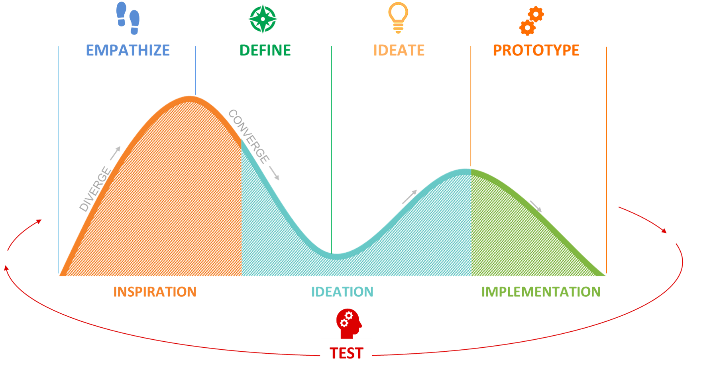 EMPATHIZE
DEFINE
IDEATE
PROTOTYPE
DIVERGE
CONVERGE
INSPIRATION
IDEATION
IMPLEMENTATION
TEST